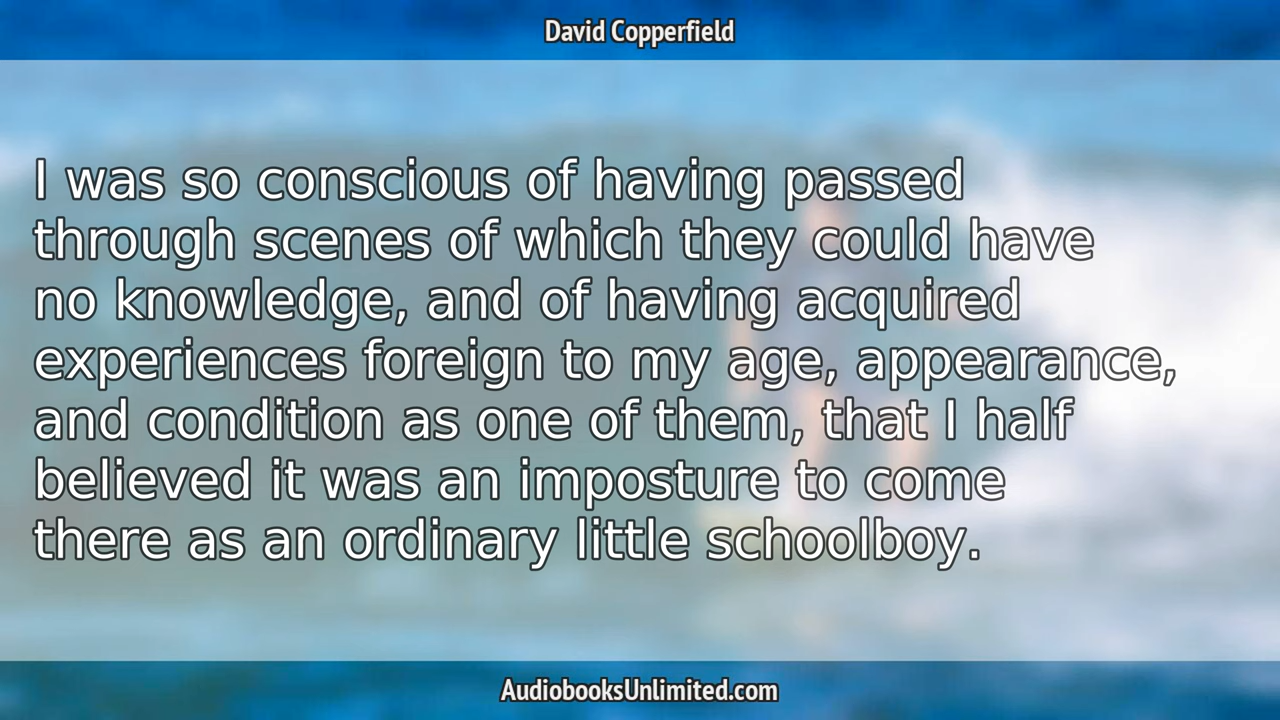 David Copperfield
I was so conscious of having passed
through scenes of which they could have
no knowledge, and of having acquired
experiences foreign to my age, appearance,
and condition as one of them, that I half
believed it was an imposture to come
there as an ordinary little schoolboy.
AudiobooksUnlimited.com